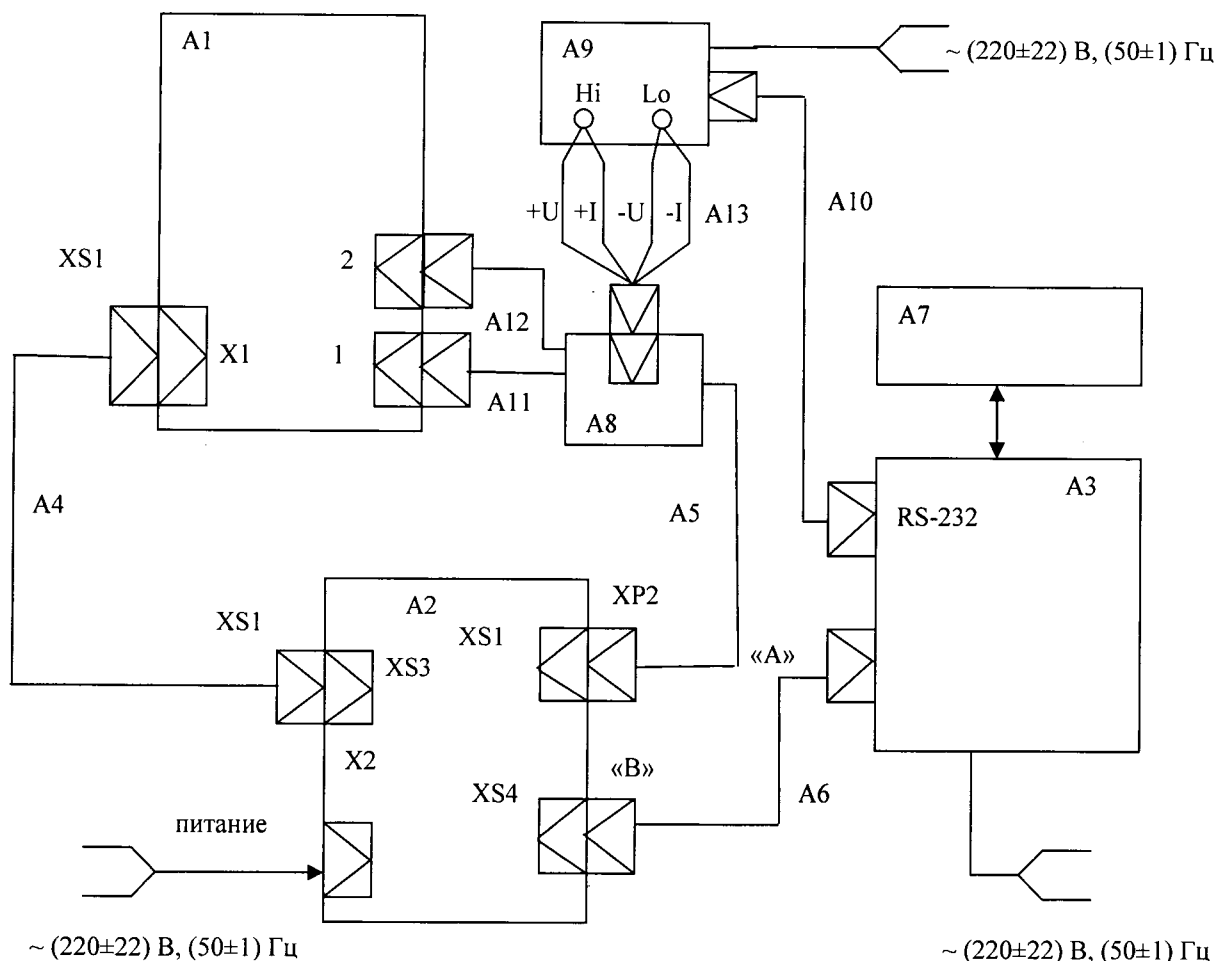 A1
A9
~ (220±22) В, (50±1) Гц
Hi
Lo
+U
+I
-U
-I
A13
A10
XS1
2
A12
A7
X1
1
A11
A8
A3
A4
A5
RS-232
A2
XP2
XS1
XS1
«А»
XS3
X2
«В»
XS4
A6
питание
~ (220±22) В, (50±1) Гц
~ (220±22) В, (50±1) Гц